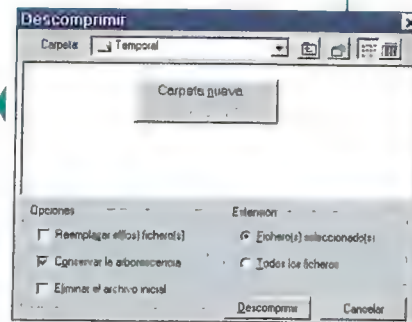 Descomprimir
Carpeta: Temporal
Carpeta nueva
Opciones Extensión
Reemplazar el(los) fichero(s)
Fichero(s) seleccionado(s)
Conservar la arborescencia
Todos los ficheros
Eliminar el archivo inicial
Descomprimir Cancelar